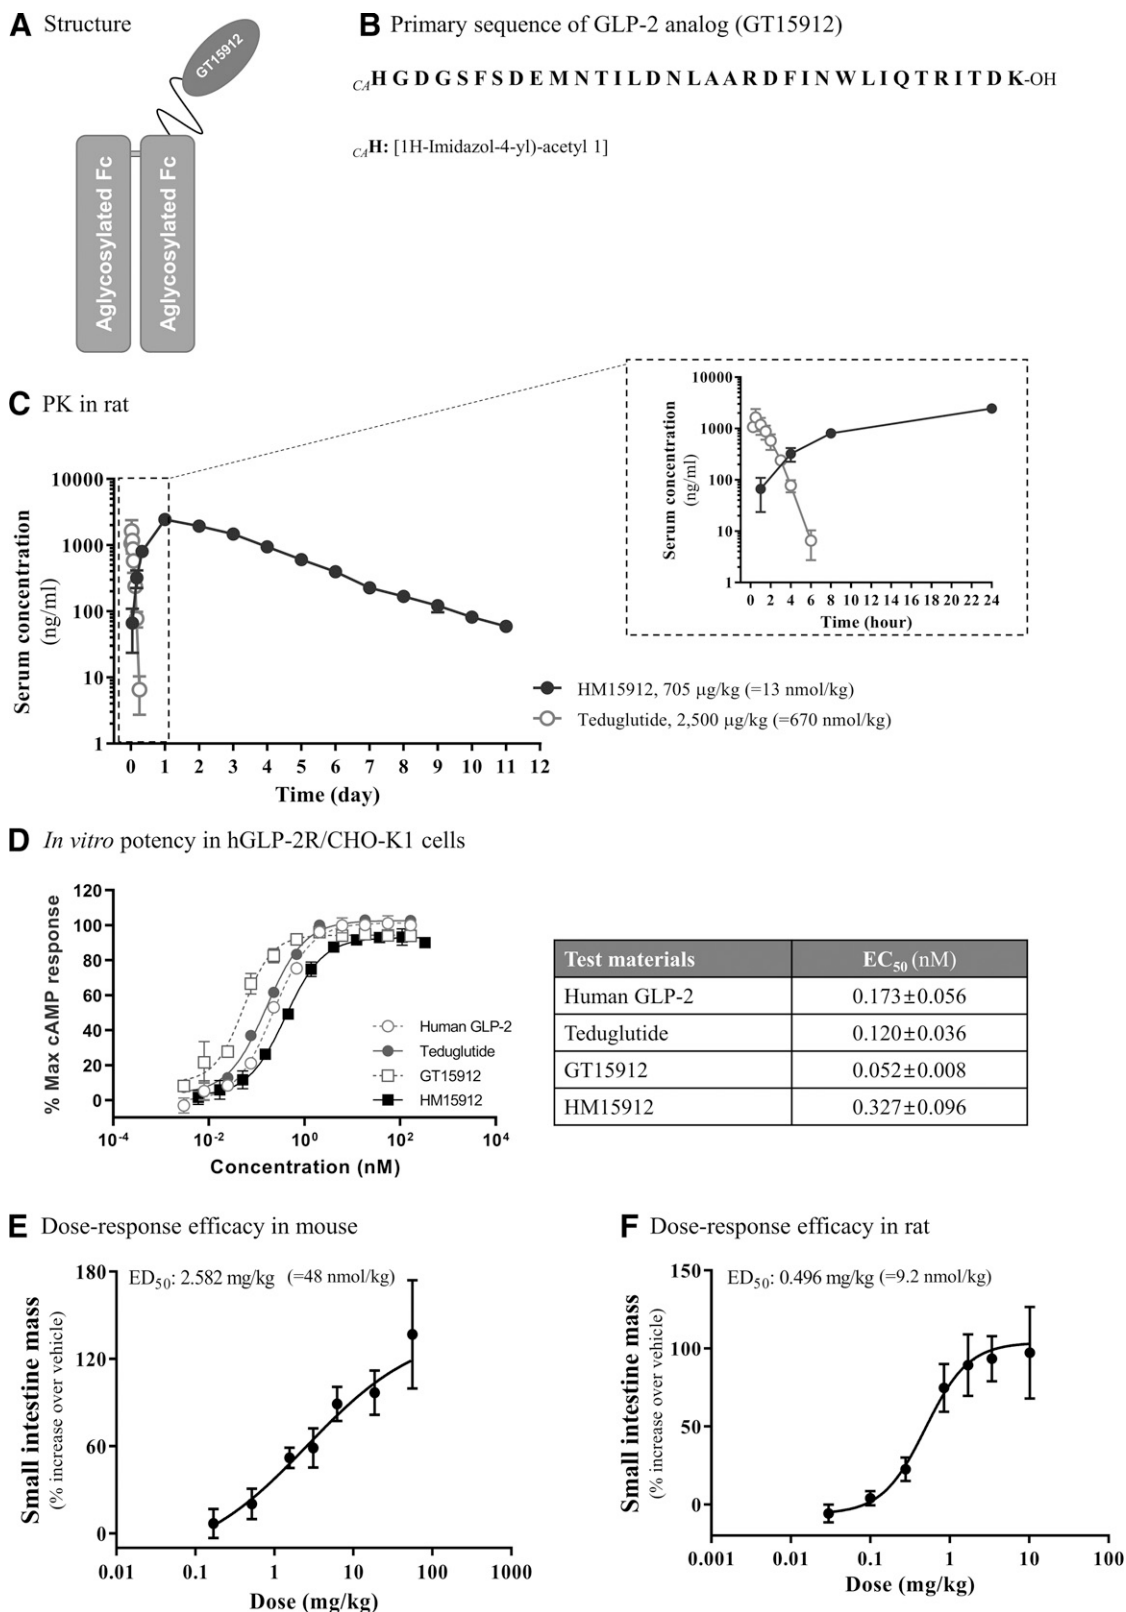 A Structure
GT15912
Aglycosylated Fc
Aglycosylated Fc
B Primary sequence of GLP-2 analog (GT15912)
CAH G D G S F S D E M N T I L D N L A A R D F I N W L I Q T R I T D K-OH
CAH: [1H-Imidazol-4-yl)-acetyl 1]
C PK in rat
Serum concentration
(ng/ml)
10000
1000
100
10
1
0 1 2 3 4 5 6 7 8 9 10 11 12
Time (day)
Serum concentration
(ng/ml)
10000
1000
100
10
1
0 2 4 6 8 10 12 14 16 18 20 22 24
Time (hour)
HM15912, 705 µg/kg (=13 nmol/kg)
Teduglutide, 2,500 µg/kg (=670 nmol/kg)
D In vitro potency in hGLP-2R/CHO-K1 cells
% Max cAMP response
120
100
80
60
40
20
0
10-4 10-2 100 102 104
Concentration (nM)
Human GLP-2
Teduglutide
GT15912
HM15912
Test materials EC50 (nM)
Human GLP-2 0.173±0.056
Teduglutide 0.120±0.036
GT15912 0.052±0.008
HM15912 0.327±0.096
E Dose-response efficacy in mouse
ED50: 2.582 mg/kg (=48 nmol/kg)
Small intestine mass
(% increase over vehicle)
180
120
60
0
0.01 0.1 1 10 100 1000
Dose (mg/kg)
F Dose-response efficacy in rat
ED50: 0.496 mg/kg (=9.2 nmol/kg)
Small intestine mass
(% increase over vehicle)
150
100
50
0
0.001 0.01 0.1 1 10 100
Dose (mg/kg)